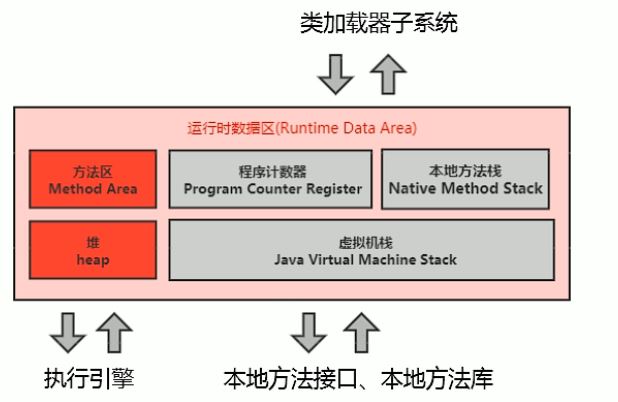 类加载器子系统
运行时数据区(Runtime Data Area)
方法区
Method Area
程序计数器
Program Counter Register
本地方法栈
Native Method Stack
堆
heap
虚拟机栈
Java Virtual Machine Stack
执行引擎
本地方法接口、本地方法库